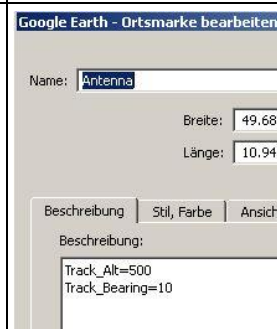 Google Earth - Ortsmarke bearbeiten
Name: Antenna
Breite: 49.68
Länge: 10.94
Beschreibung Stil, Farbe
Beschreibung:
Track_Alt=500
Track_Bearing=10